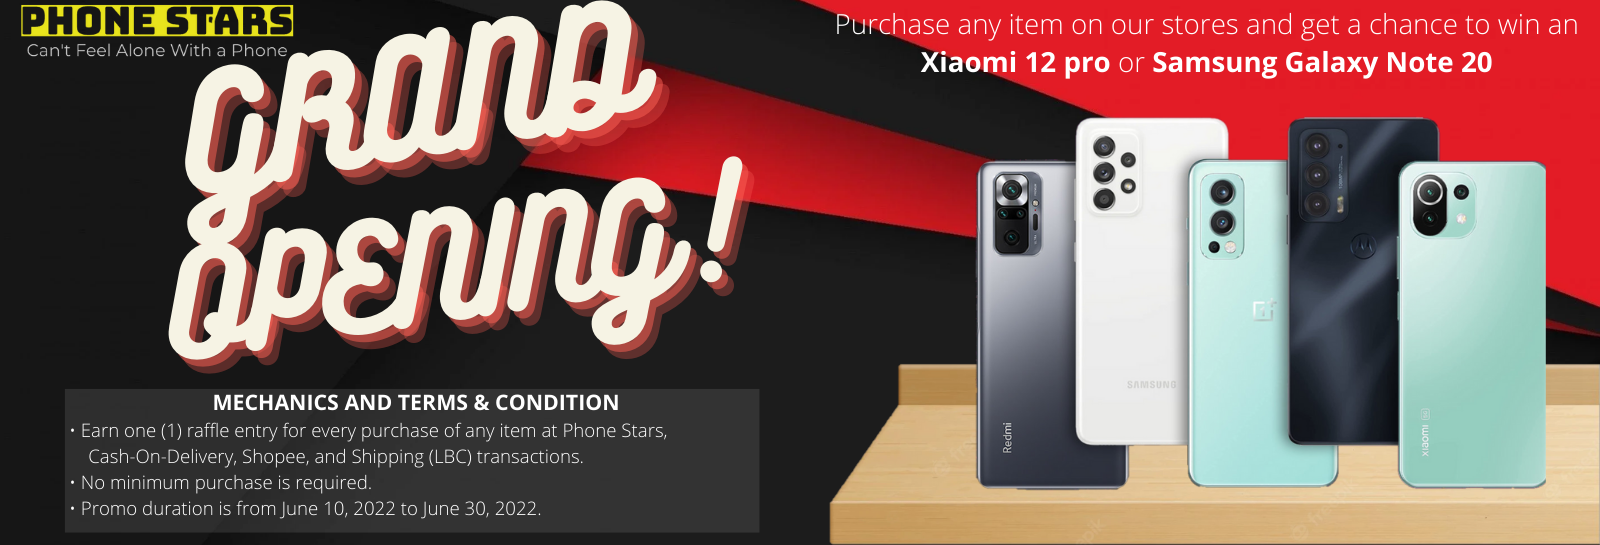 PHONE STARS
Can't Feel Alone With a Phone
GRAND
OPENING!
Purchase any item on our stores and get a chance to win an
Xiaomi 12 pro or Samsung Galaxy Note 20
MECHANICS AND TERMS & CONDITION
• Earn one (1) raffle entry for every purchase of any item at Phone Stars,
Cash-On-Delivery, Shopee, and Shipping (LBC) transactions.
• No minimum purchase is required.
• Promo duration is from June 10, 2022 to June 30, 2022.
Redmi
SAMSUNG
xiaomi